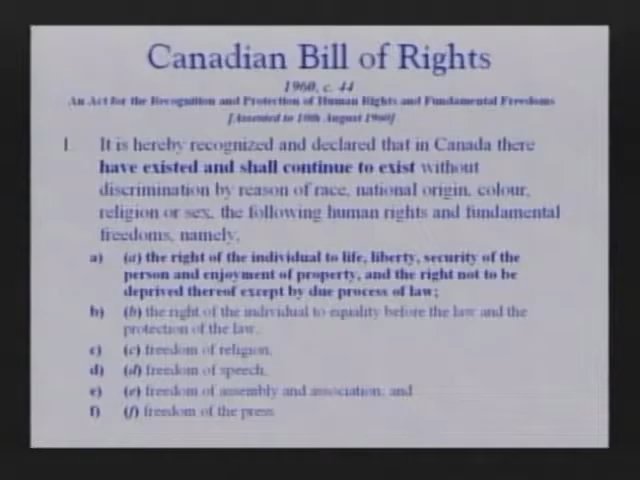 Canadian Bill of Rights
1960, c. 44
An Act for the Recognition and Protection of Human Rights and Fundamental Freedoms
[Assented to 10th August 1960]
1. It is hereby recognized and declared that in Canada there
have existed and shall continue to exist without
discrimination by reason of race, national origin, colour,
religion or sex, the following human rights and fundamental
freedoms, namely,
a) (a) the right of the individual to life, liberty, security of the
person and enjoyment of property, and the right not to be
deprived thereof except by due process of law;
b) (b) the right of the individual to equality before the law and the
protection of the law,
c) (c) freedom of religion,
d) (d) freedom of speech,
e) (e) freedom of assembly and association; and
f) (f) freedom of the press